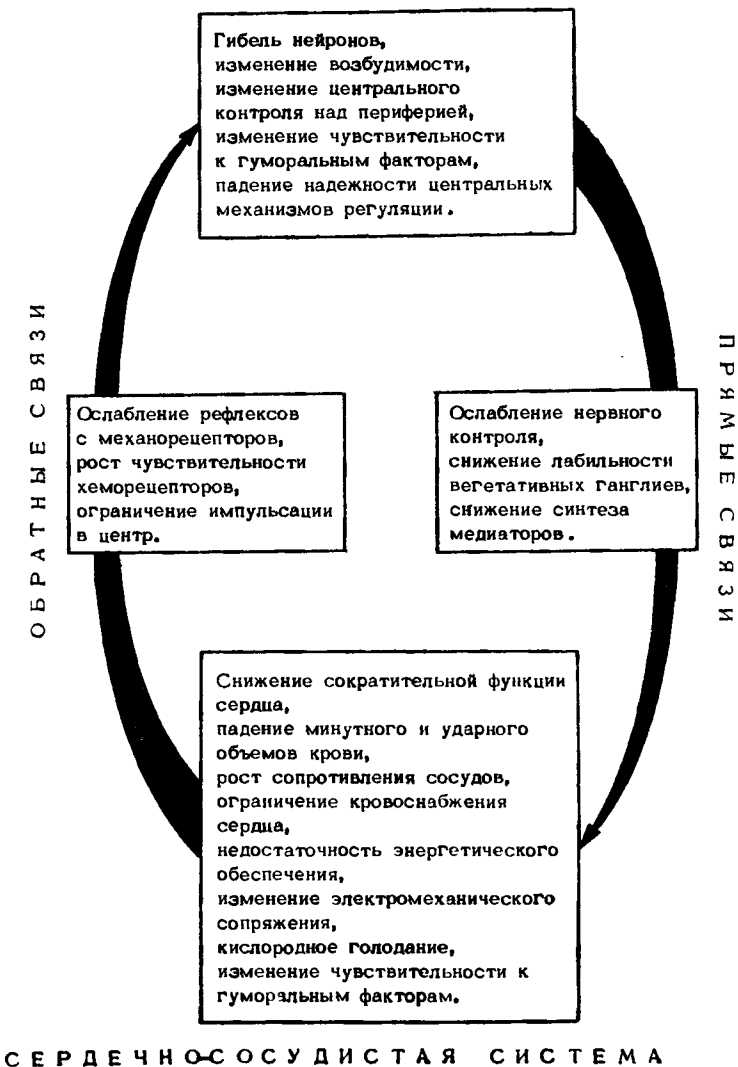 Гибель нейронов,
изменение возбудимости,
изменение центрального
контроля над периферией,
изменение чувствительности
к гуморальным факторам,
падение надежности центральных
механизмов регуляции.
ОБРАТНЫЕ СВЯЗИ
Ослабление рефлексов
с механорецепторов,
рост чувствительности
хеморецепторов,
ограничение импульсации
в центр.
Ослабление нервного
контроля,
снижение лабильности
вегетативных ганглиев,
снижение синтеза
медиаторов.
ПРЯМЫЕ СВЯЗИ
Снижение сократительной функции
сердца,
падение минутного и ударного
объемов крови,
рост сопротивления сосудов,
ограничение кровоснабжения
сердца,
недостаточность энергетического
обеспечения,
изменение электромеханического
сопряжения,
кислородное голодание,
изменение чувствительности к
гуморальным факторам.
СЕРДЕЧНО-СОСУДИСТАЯ СИСТЕМА